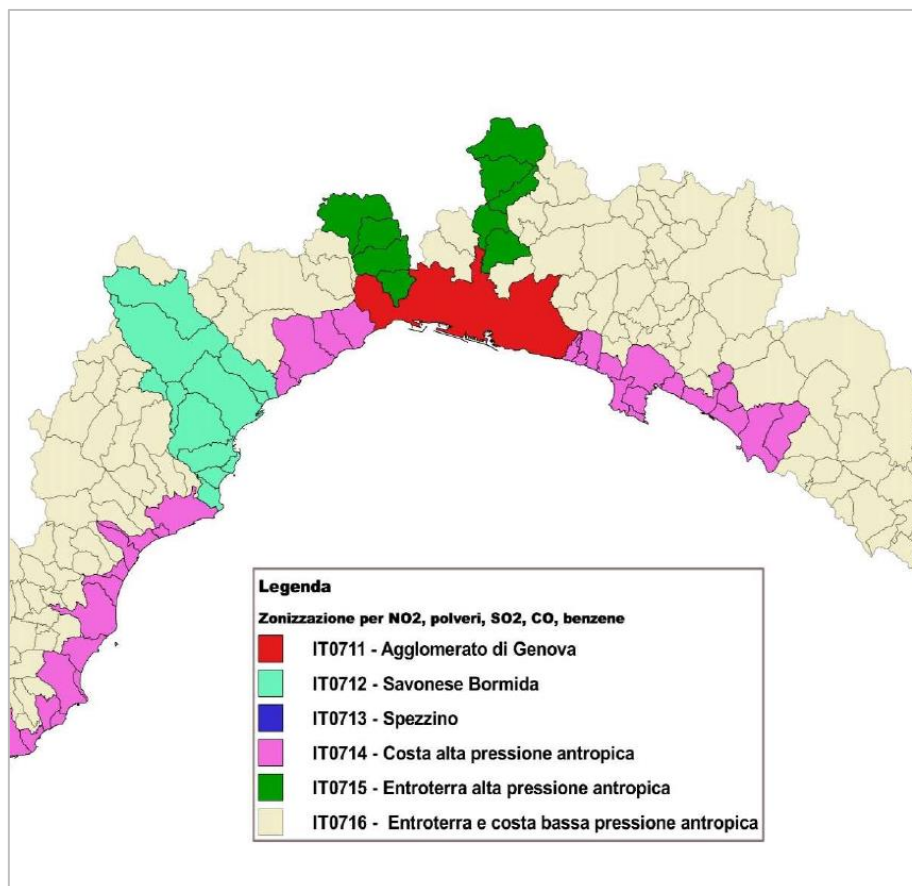 Legenda
Zonizzazione per NO2, polveri, SO2, CO, benzene
IT0711 - Agglomerato di Genova
IT0712 - Savonese Bormida
IT0713 - Spezzino
IT0714 - Costa alta pressione antropica
IT0715 - Entroterra alta pressione antropica
IT0716 - Entroterra e costa bassa pressione antropica